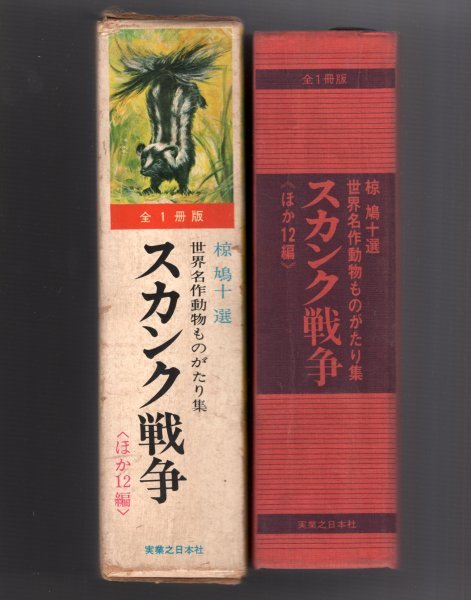 全1冊版
椋 鳩十選
世界名作動物ものがたり集
スカンク戦争
〈ほか12編〉
実業之日本社
全1冊版
椋 鳩十選
世界名作動物ものがたり集
スカンク戦争
〈ほか12編〉
実業之日本社